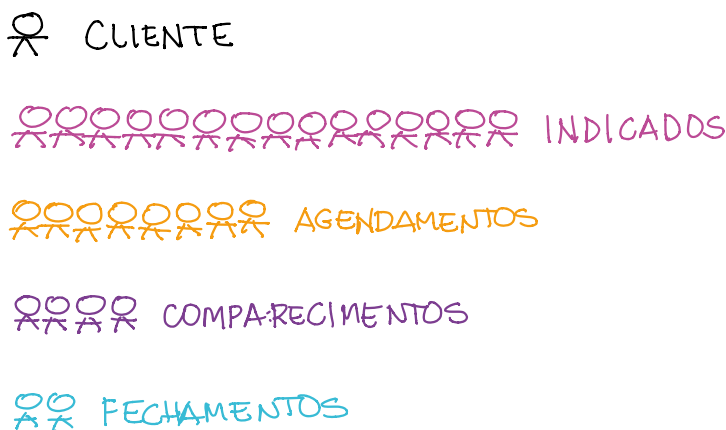 CLIENTE
INDICADOS
AGENDAMENTOS
COMPARECIMENTOS
FECHAMENTOS